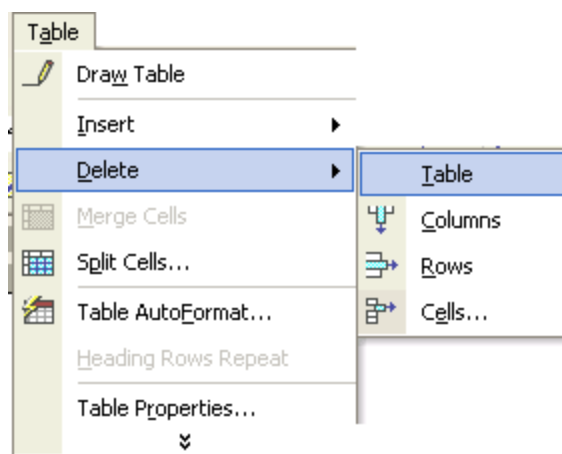 Table
Draw Table
Insert
Delete
Merge Cells
Split Cells...
Table AutoFormat...
Heading Rows Repeat
Table Properties...
Table
Columns
Rows
Cells...